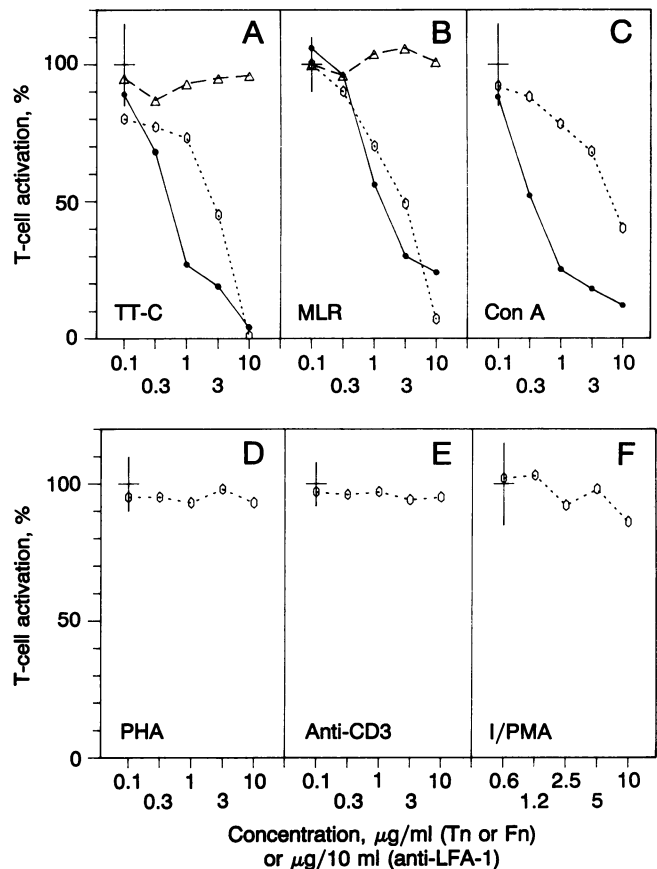 T-cell activation, %
100
50
0
A
TT-C
B
MLR
C
Con A
0.1 1 10 0.1 1 10 0.1 1 10
0.3 3 0.3 3 0.3 3
T-cell activation, %
100
50
0
D
PHA
E
Anti-CD3
F
I/PMA
0.1 1 10 0.1 1 10 0.6 2.5 10
0.3 3 0.3 3 1.2 5
Concentration, μg/ml (Tn or Fn)
or μg/10 ml (anti-LFA-1)